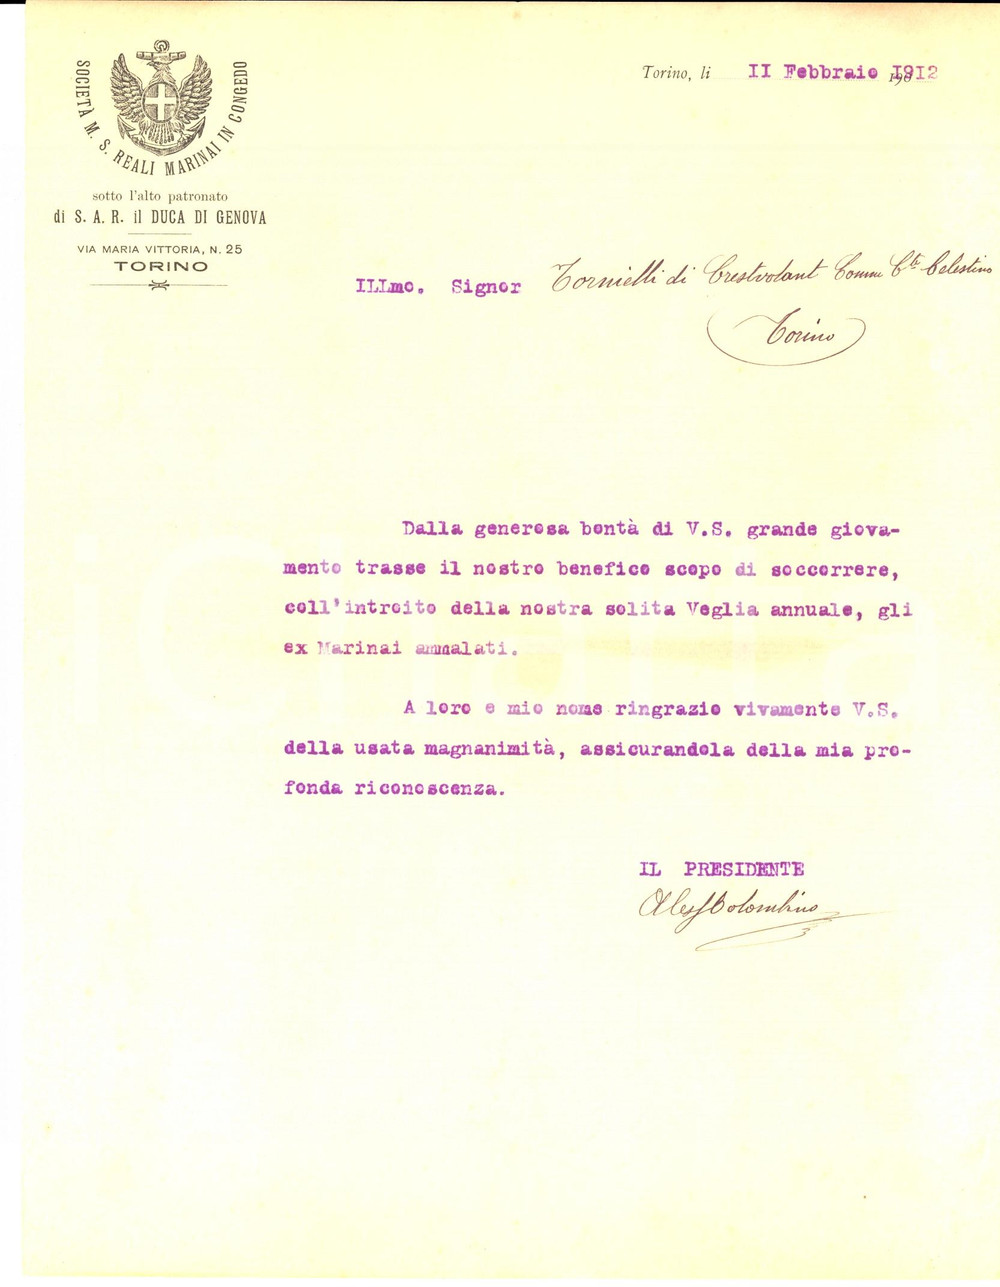 SOCIETÀ M. S. REALI MARINAI IN CONGEDO
sotto l'alto patronato
di S. A. R. il DUCA DI GENOVA
VIA MARIA VITTORIA, N. 25
TORINO
Torino, li II Febbraio 1912
ILLmo. Signor Tornielli di Crestvolant Comm Cte Celestino
Torino
Dalla generosa bontà di V.S. grande giova-
mento trasse il nostro benefico scopo di soccorrere,
coll'introito della nostra solita Veglia annuale, gli
ex Marinai ammalati.
A loro e mio nome ringrazio vivamente V.S.
della usata magnanimità, assicurandola della mia pro-
fonda riconoscenza.
IL PRESIDENTE
Aless Colombino